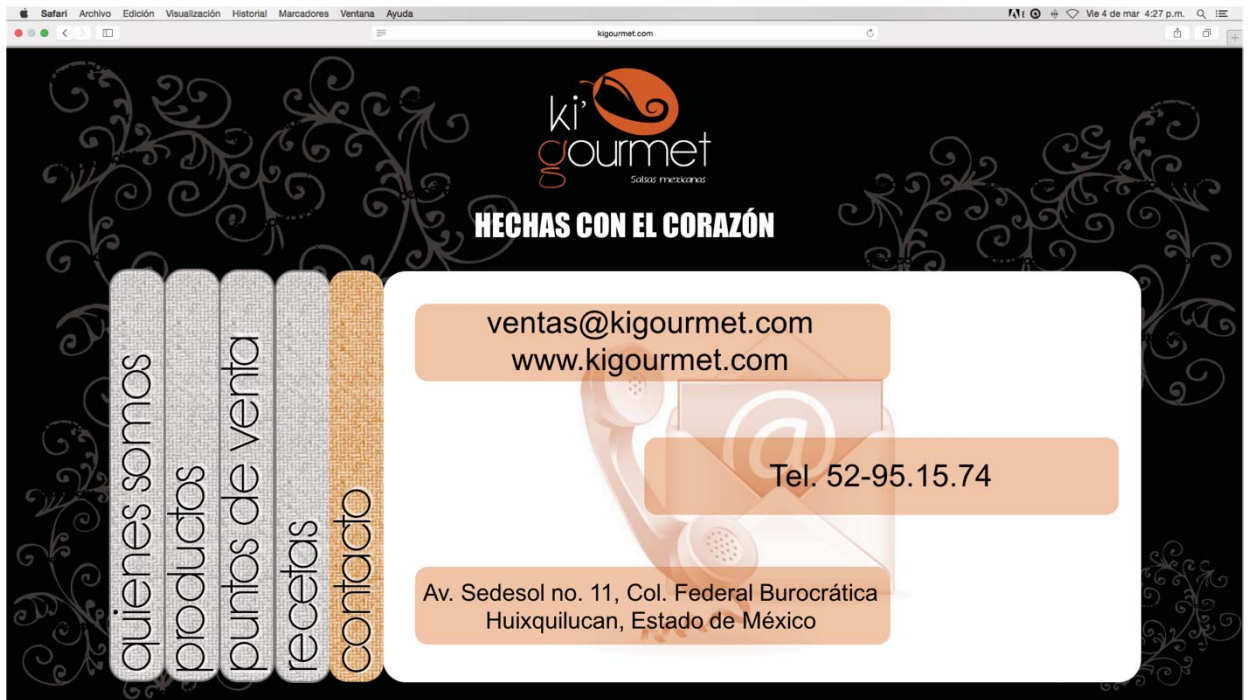 Safari Archivo Edición Visualización Historial Marcadores Ventana Ayuda
Vie 4 de mar 4:27 p.m.
kigourmet.com
ki'
gourmet
Salsas mexicanas
HECHAS CON EL CORAZÓN
quienes somos
productos
puntos de venta
recetas
contacto
ventas@kigourmet.com
www.kigourmet.com
@
Tel. 52-95.15.74
Av. Sedesol no. 11, Col. Federal Burocrática
Huixquilucan, Estado de México